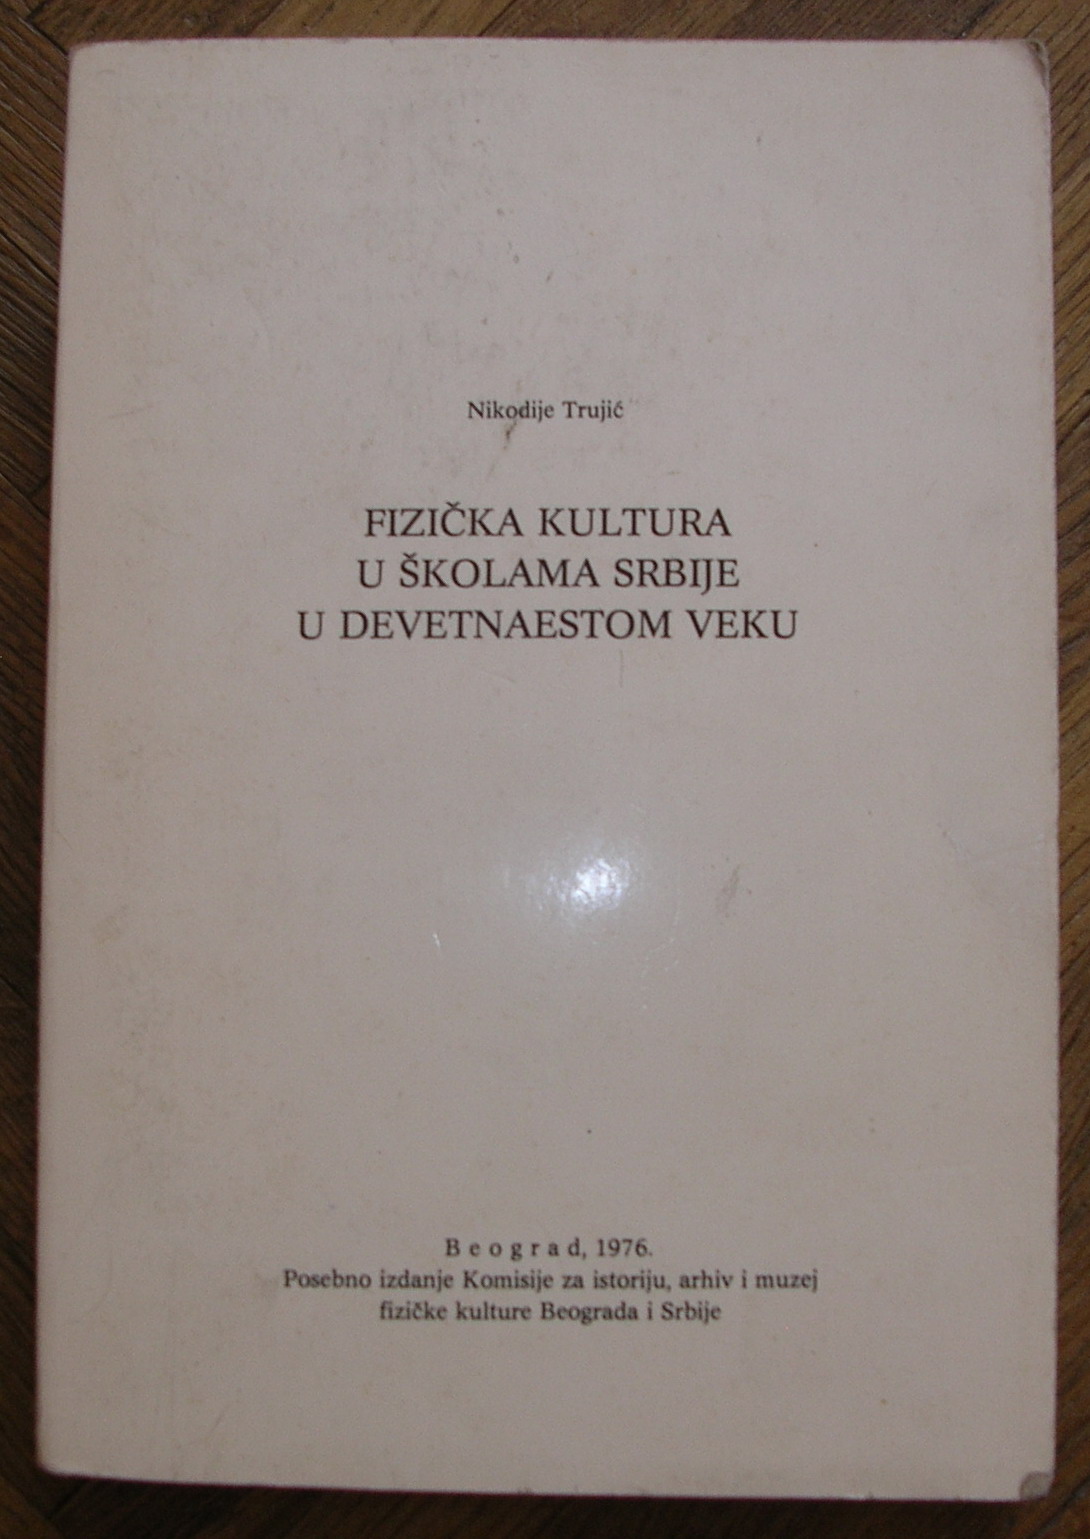 Nikodije Trujić
FIZIČKA KULTURA
U ŠKOLAMA SRBIJE
U DEVETNAESTOM VEKU
Beograd, 1976.
Posebno izdanje Komisije za istoriju, arhiv i muzej
fizičke kulture Beograda i Srbije